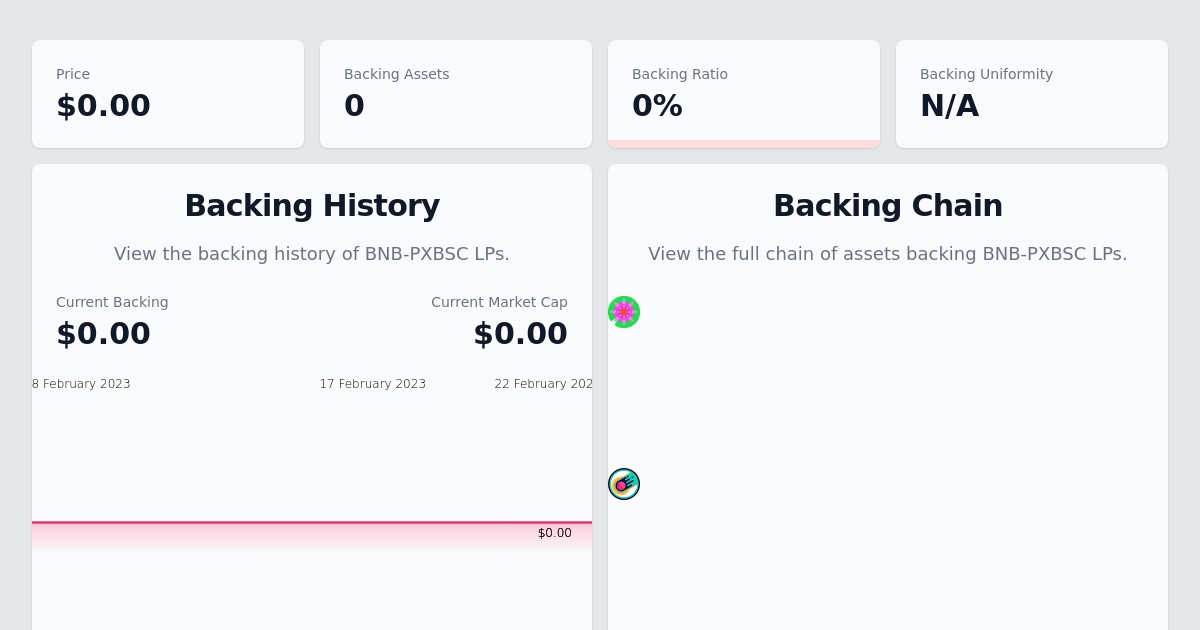 Price
$0.00
Backing Assets
0
Backing Ratio
0%
Backing Uniformity
N/A
Backing History
View the backing history of BNB-PXBSC LPs.
Current Backing
$0.00
Current Market Cap
$0.00
8 February 2023
17 February 2023
22 February 202
$0.00
Backing Chain
View the full chain of assets backing BNB-PXBSC LPs.